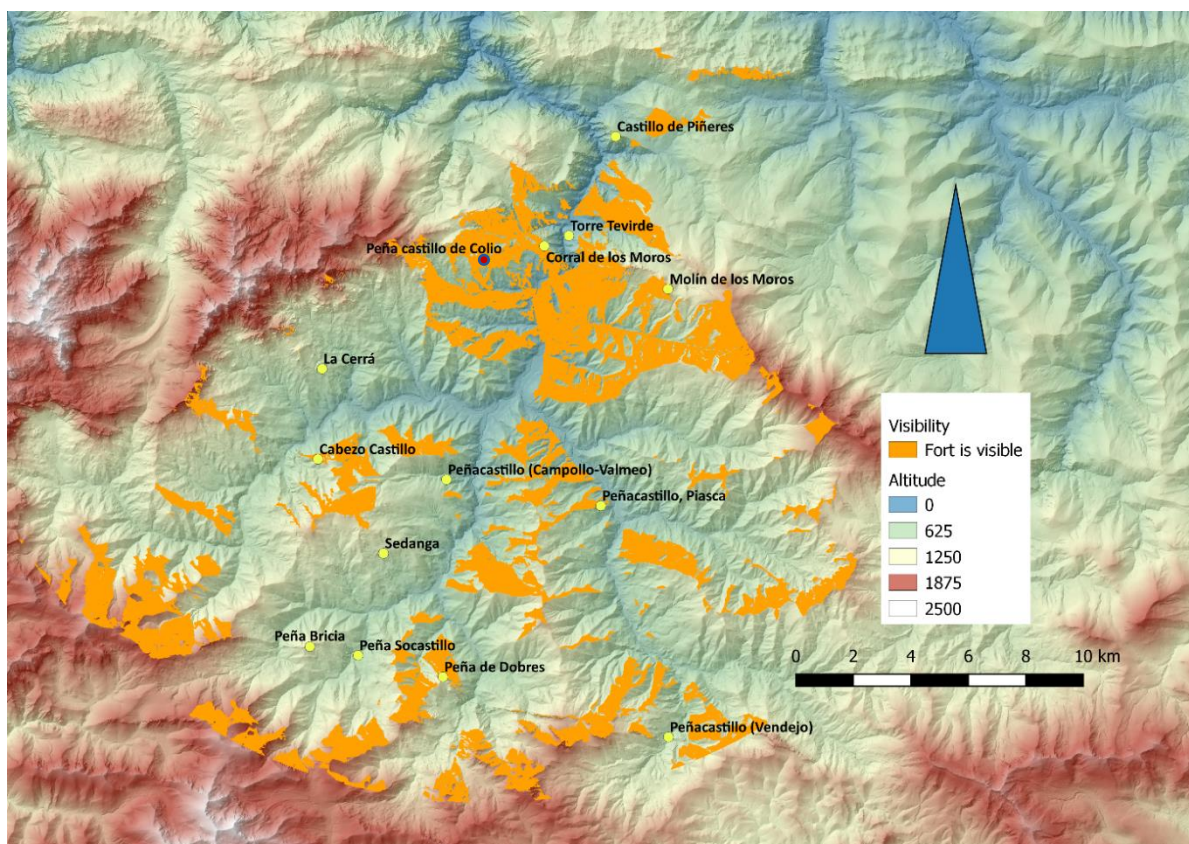 Castillo de Piñeres
Torre Tevirde
Peña castillo de Colio
Corral de los Moros
Molín de los Moros
La Cerrá
Visibility
Fort is visible
Altitude
0
625
1250
1875
2500
Cabezo Castillo
Peñacastillo (Campollo-Valmeo)
Peñacastillo, Piasca
Sedanga
Peña Bricia
Peña Socastillo
Peña de Dobres
0 2 4 6 8 10 km
Peñacastillo (Vendejo)